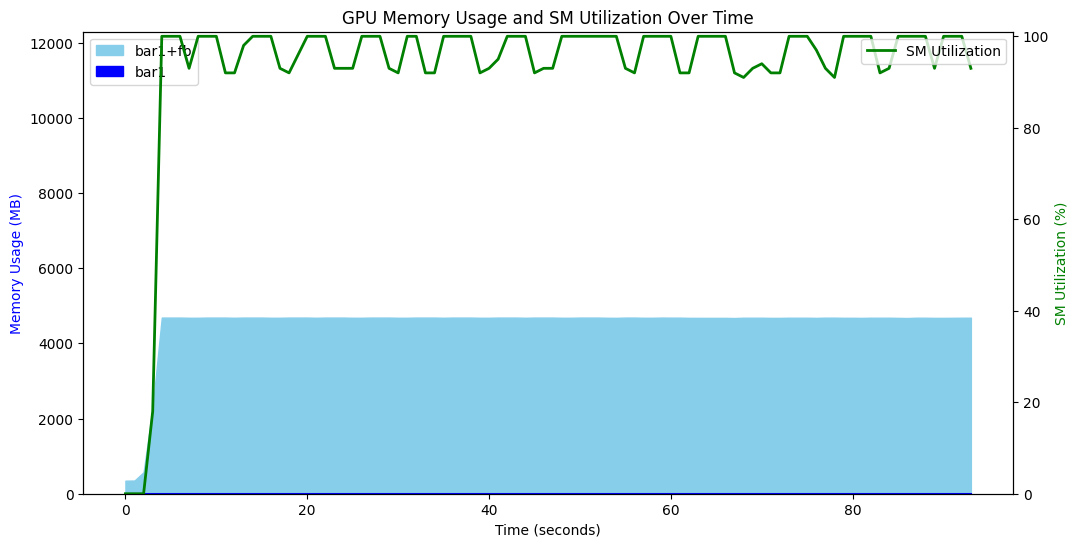 GPU Memory Usage and SM Utilization Over Time
bar1+fb
bar1
SM Utilization
12000
10000
8000
6000
4000
2000
0
Memory Usage (MB)
100
80
60
40
20
0
SM Utilization (%)
0 20 40 60 80
Time (seconds)